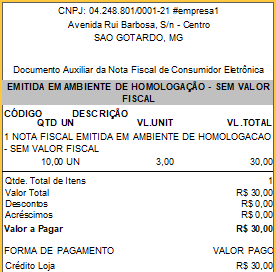 CNPJ: 04.248.801/0001-21 #empresa1
Avenida Rui Barbosa, S/n - Centro
SAO GOTARDO, MG
Documento Auxiliar da Nota Fiscal de Consumidor Eletrônica
EMITIDA EM AMBIENTE DE HOMOLOGAÇÃO - SEM VALOR
FISCAL
CÓDIGO DESCRIÇÃO
QTD UN VL.UNIT VL.TOTAL
1 NOTA FISCAL EMITIDA EM AMBIENTE DE HOMOLOGACAO
- SEM VALOR FISCAL
10,00 UN 3,00 30,00
Qtde. Total de Itens 1
Valor Total R$ 30,00
Descontos R$ 0,00
Acréscimos R$ 0,00
Valor a Pagar R$ 30,00
FORMA DE PAGAMENTO VALOR PAGO
Crédito Loja R$ 30,00